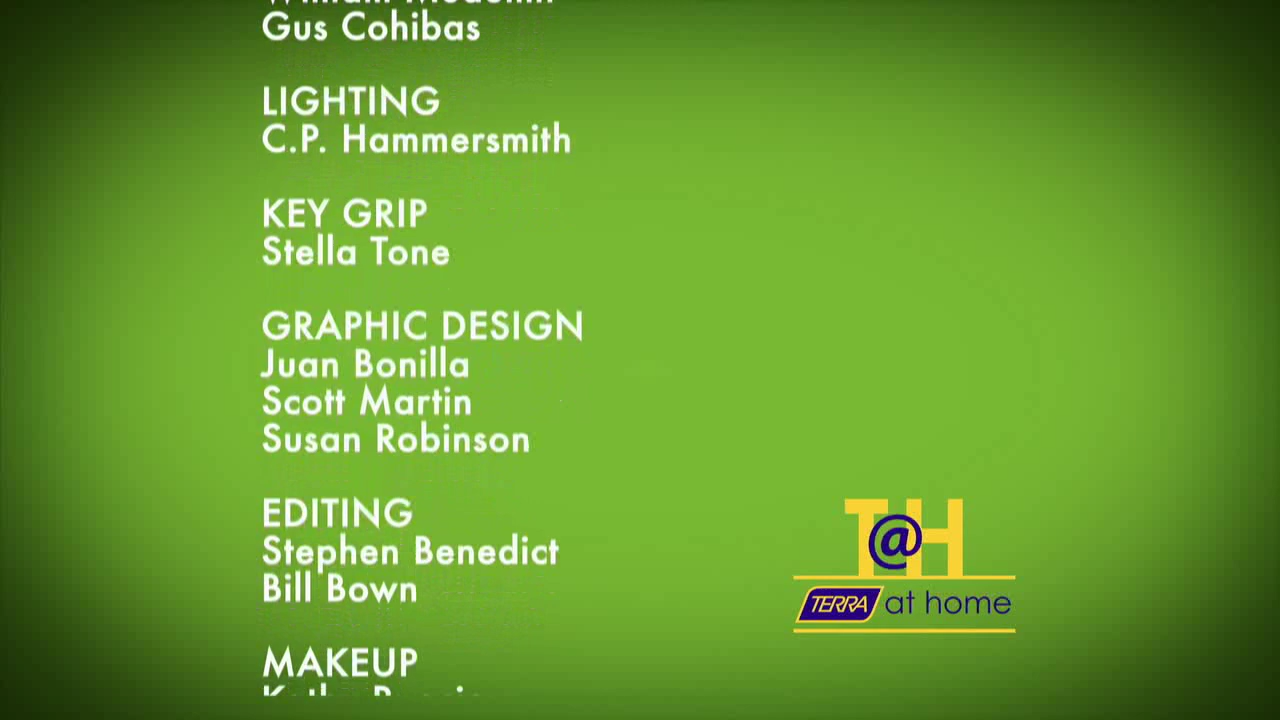 Gus Cohibas
LIGHTING
C.P. Hammersmith
KEY GRIP
Stella Tone
GRAPHIC DESIGN
Juan Bonilla
Scott Martin
Susan Robinson
EDITING
Stephen Benedict
Bill Bown
MAKEUP
T@H
TERRA at home